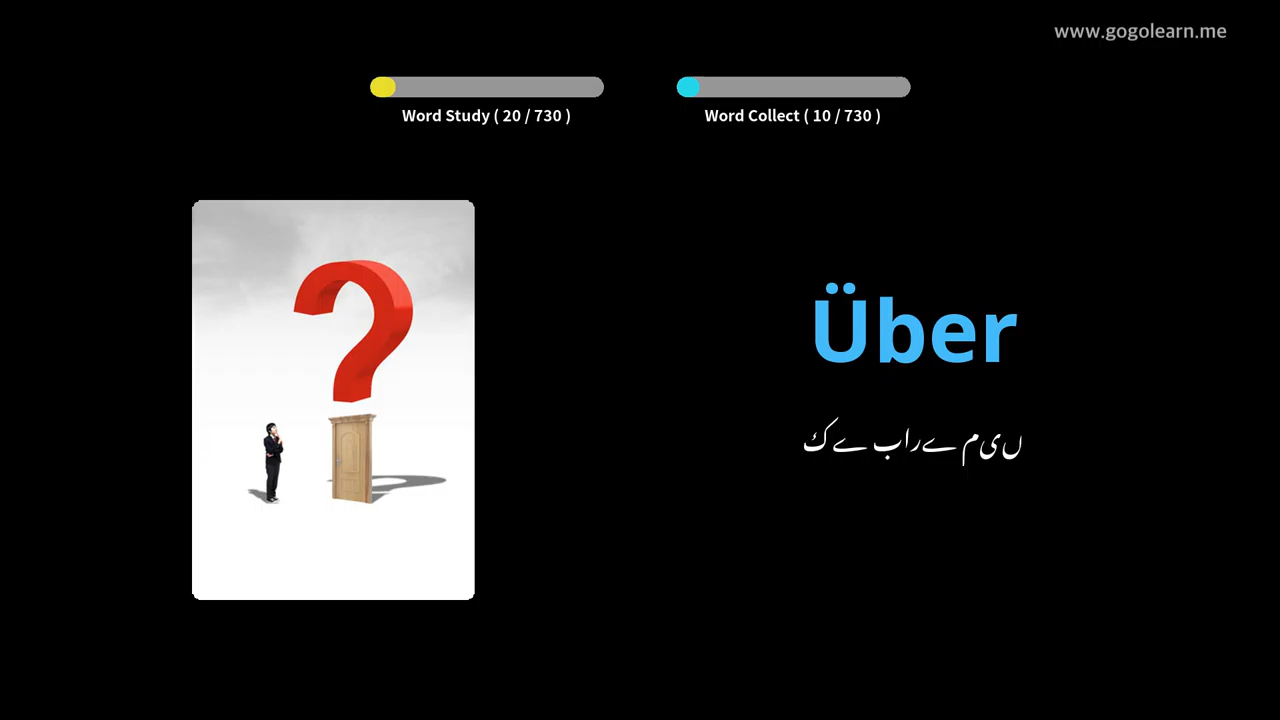 www.gogolearn.me
Word Study ( 20 / 730 )
Word Collect ( 10 / 730 )
Über
کے بارے میں